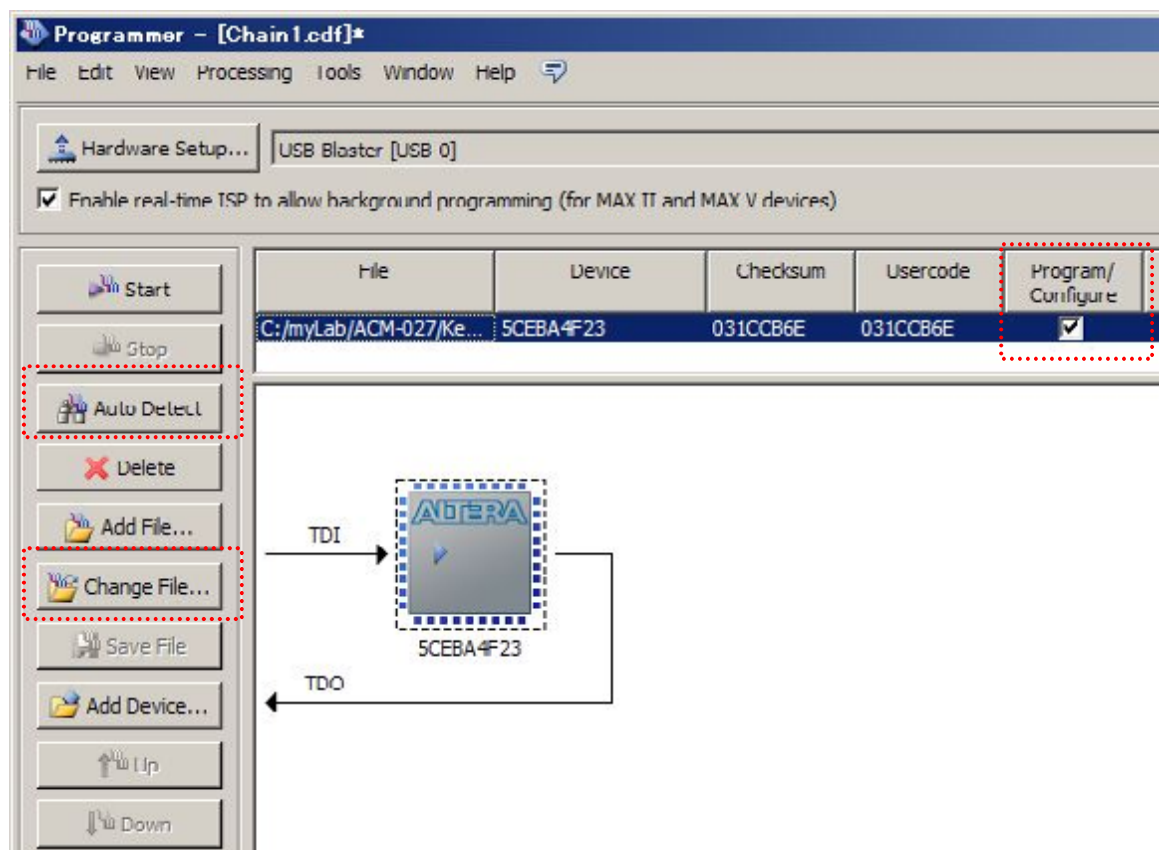 Programmer - [Chain1.cdf]*
File Edit View Processing Tools Window Help
Hardware Setup... USB Blaster [USB 0]
Enable real-time ISP to allow background programming (for MAX II and MAX V devices)
Start
Stop
Auto Detect
Delete
Add File...
Change File...
Save File
Add Device...
Up
Down
File Device Checksum Usercode Program/
Configure
C:/myLab/ACM-027/Ke... 5CEBA4F23 031CCB6E 031CCB6E
ALTERA
TDI
5CEBA4F23
TDO